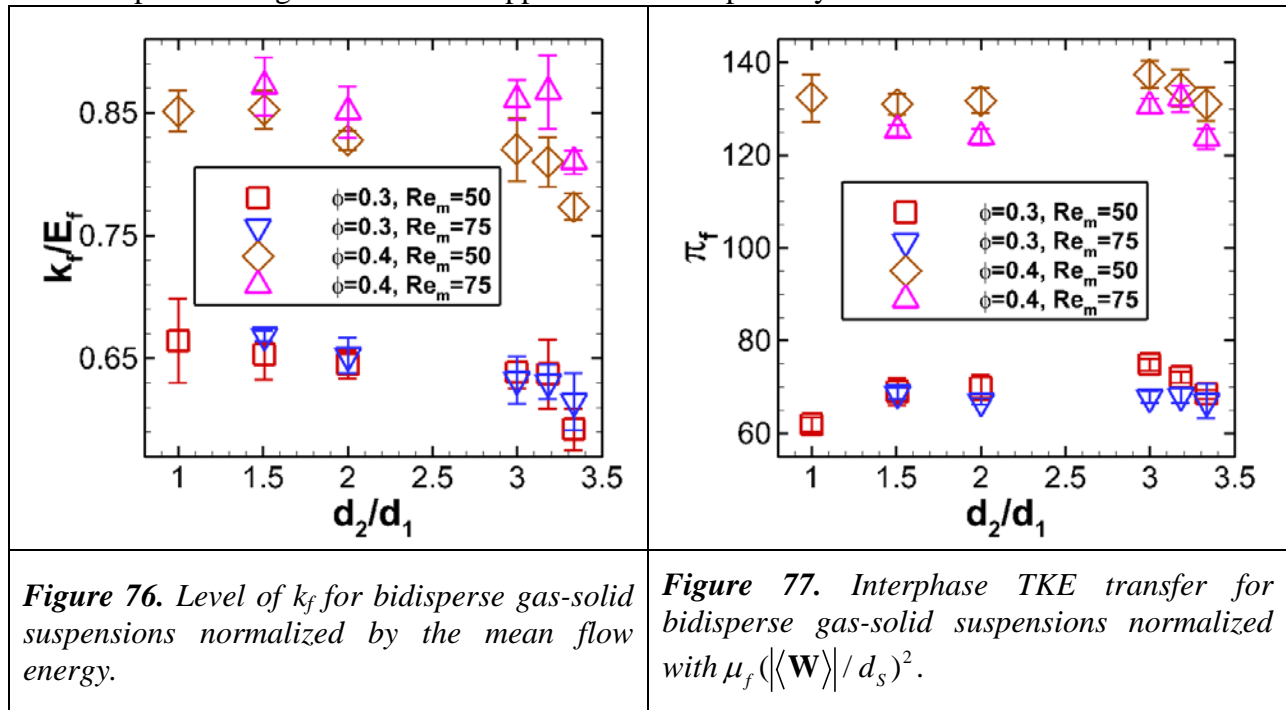 k_f/E_f
0.85
0.75
0.65
ϕ=0.3, Re_m=50
ϕ=0.3, Re_m=75
ϕ=0.4, Re_m=50
ϕ=0.4, Re_m=75
1 1.5 2 2.5 3 3.5
d_2/d_1
π_f
140
120
100
80
60
ϕ=0.3, Re_m=50
ϕ=0.3, Re_m=75
ϕ=0.4, Re_m=50
ϕ=0.4, Re_m=75
1 1.5 2 2.5 3 3.5
d_2/d_1
Figure 76. Level of k_f for bidisperse gas-solid
suspensions normalized by the mean flow
energy.
Figure 77. Interphase TKE transfer for
bidisperse gas-solid suspensions normalized
with μ_f (|⟨W⟩| / d_S)².